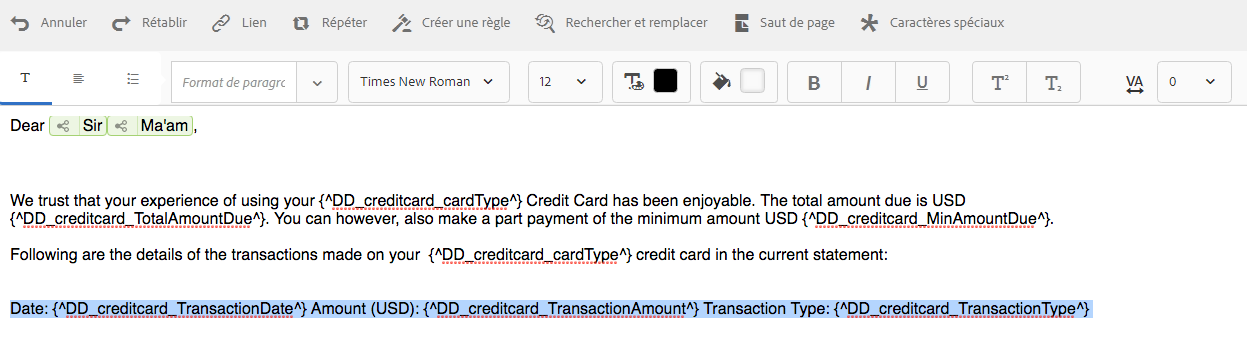 Annuler Rétablir Lien Répéter Créer une règle Rechercher et remplacer Saut de page Caractères spéciaux
T Format de paragr Times New Roman 12 T B I U T² T₂ VA 0
Dear Sir Ma'am,
We trust that your experience of using your {^DD_creditcard_cardType^} Credit Card has been enjoyable. The total amount due is USD
{^DD_creditcard_TotalAmountDue^}. You can however, also make a part payment of the minimum amount USD {^DD_creditcard_MinAmountDue^}.
Following are the details of the transactions made on your  {^DD_creditcard_cardType^} credit card in the current statement:
Date: {^DD_creditcard_TransactionDate^} Amount (USD): {^DD_creditcard_TransactionAmount^} Transaction Type: {^DD_creditcard_TransactionType^}